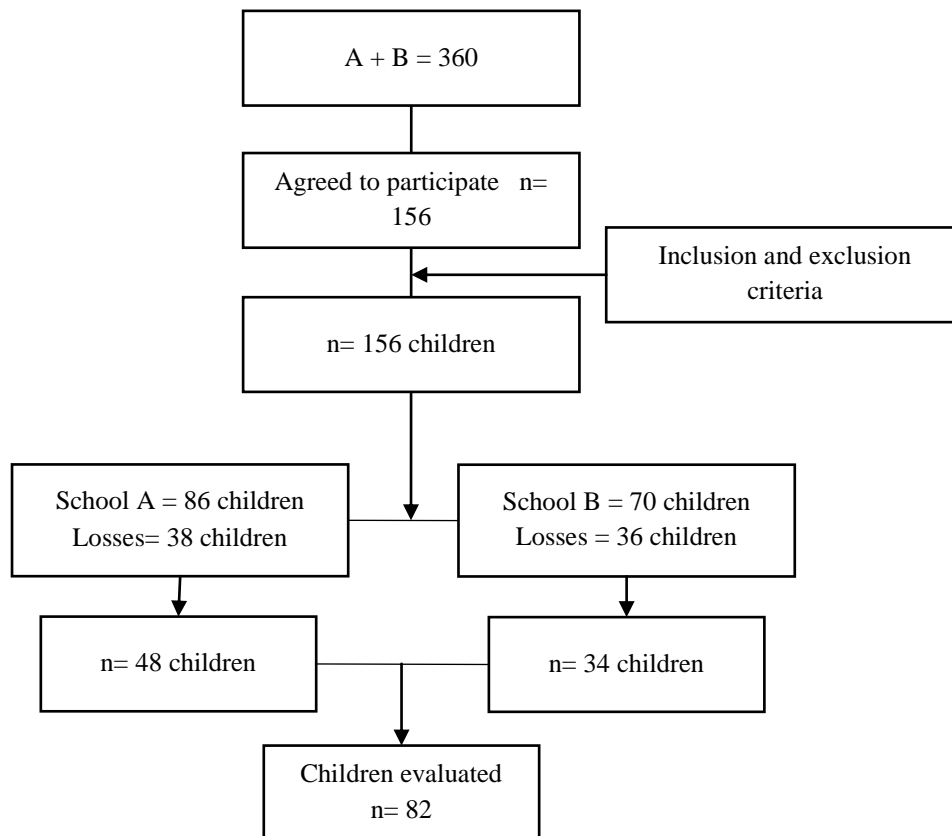 A + B = 360
Agreed to participate n=
156
Inclusion and exclusion
criteria
n= 156 children
School A = 86 children
Losses= 38 children
School B = 70 children
Losses = 36 children
n= 48 children
n= 34 children
Children evaluated
n= 82